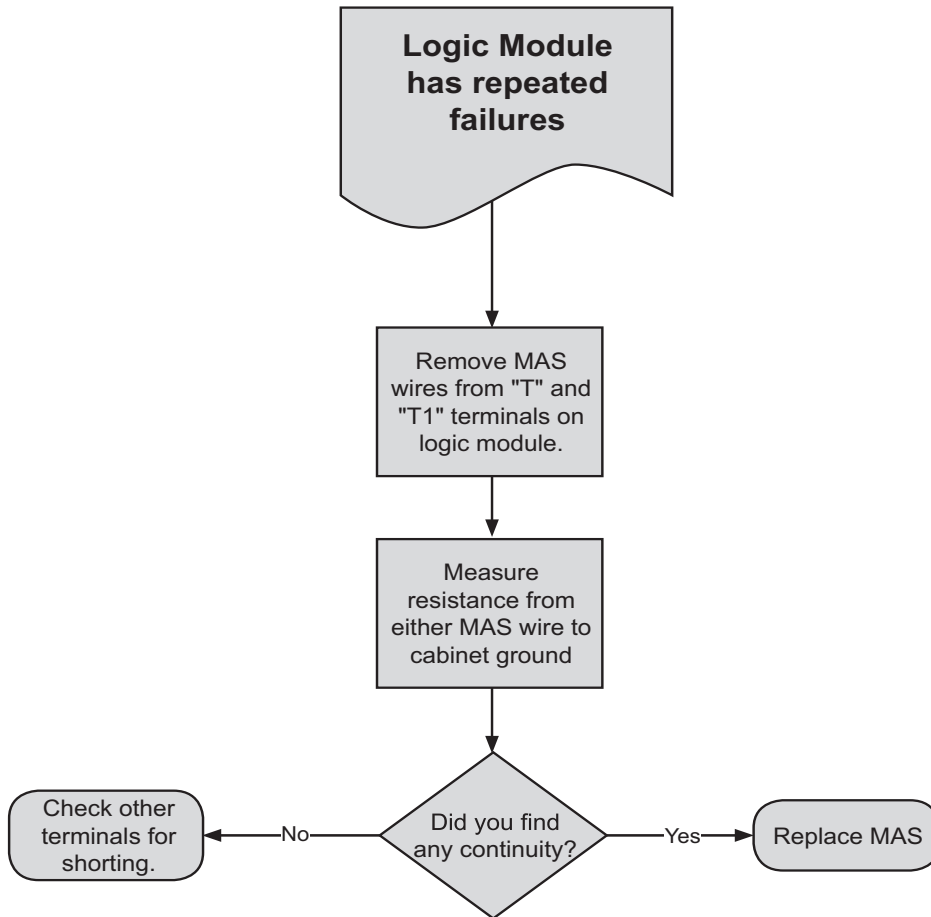 Logic Module
has repeated
failures
Remove MAS
wires from "T" and
"T1" terminals on
logic module.
Measure
resistance from
either MAS wire to
cabinet ground
Did you find
any continuity?
No
Check other
terminals for
shorting.
Yes
Replace MAS